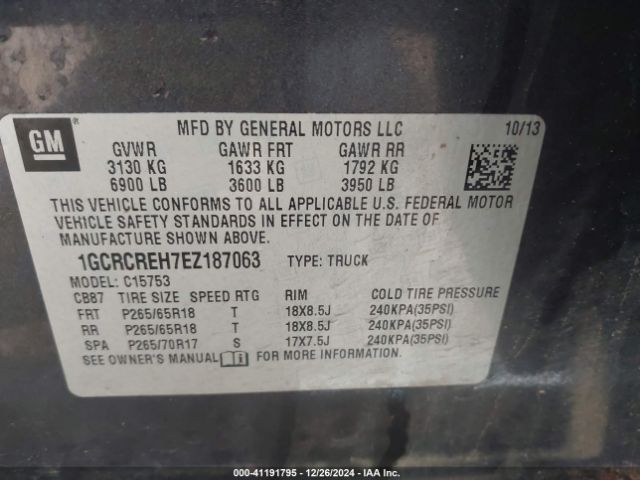 GM
MFD BY GENERAL MOTORS LLC 10/13
GVWR GAWR FRT GAWR RR
3130 KG 1633 KG 1792 KG
6900 LB 3600 LB 3950 LB
THIS VEHICLE CONFORMS TO ALL APPLICABLE U.S. FEDERAL MOTOR
VEHICLE SAFETY STANDARDS IN EFFECT ON THE DATE OF
MANUFACTURE SHOWN ABOVE.
1GCRCREH7EZ187063 TYPE: TRUCK
MODEL: C15753
CB87 TIRE SIZE SPEED RTG RIM COLD TIRE PRESSURE
FRT P265/65R18 T 18X8.5J 240KPA(35PSI)
RR P265/65R18 T 18X8.5J 240KPA(35PSI)
SPA P265/70R17 S 17X7.5J 240KPA(35PSI)
SEE OWNER'S MANUAL FOR MORE INFORMATION.
000-41191795 - 12/26/2024 - IAA Inc.